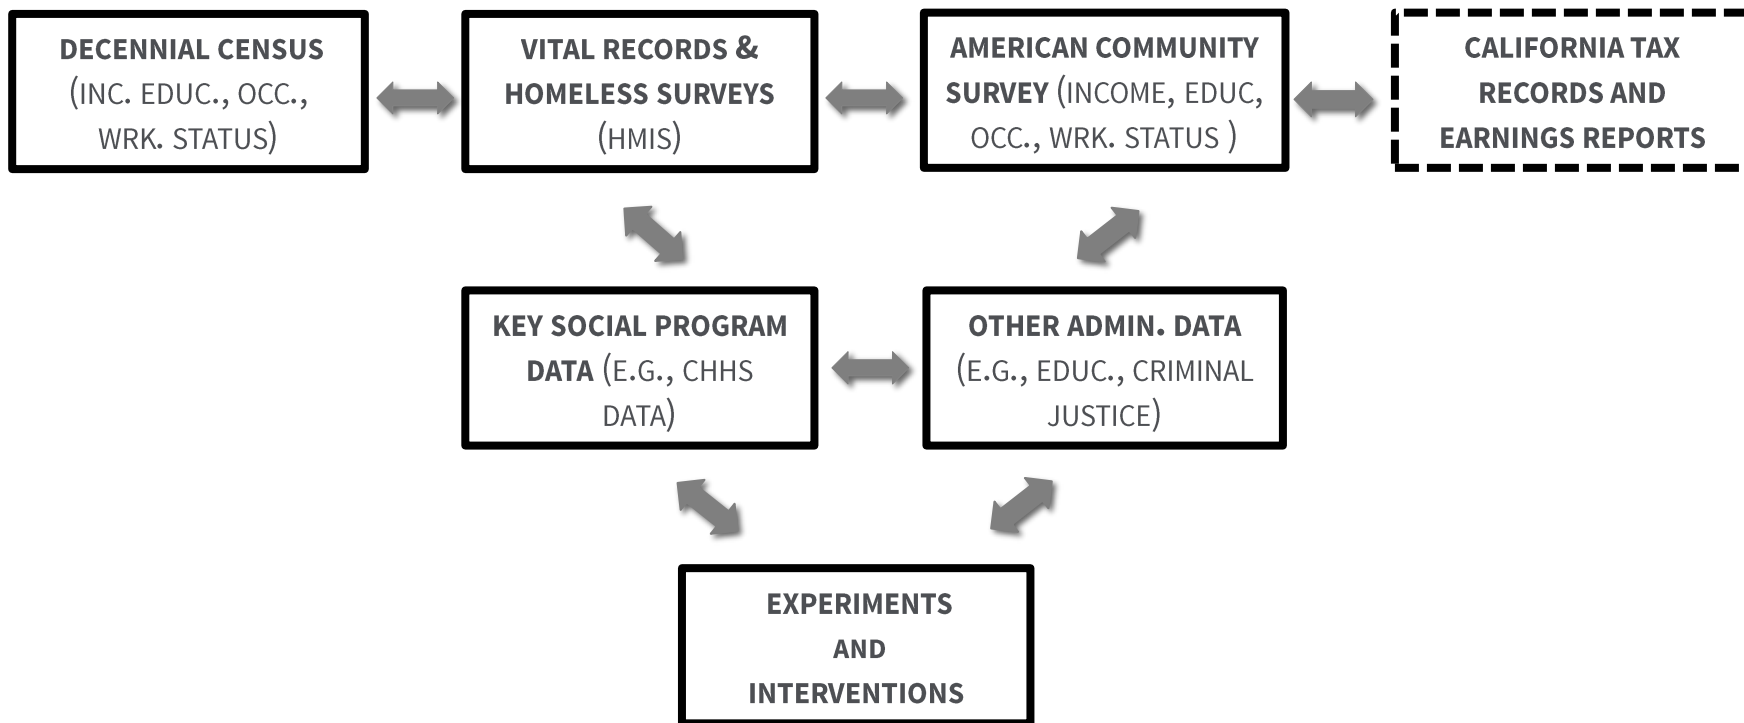 DECENNIAL CENSUS
(INC. EDUC., OCC.,
WRK. STATUS)
VITAL RECORDS &
HOMELESS SURVEYS
(HMIS)
AMERICAN COMMUNITY
SURVEY (INCOME, EDUC,
OCC., WRK. STATUS )
CALIFORNIA TAX
RECORDS AND
EARNINGS REPORTS
KEY SOCIAL PROGRAM
DATA (E.G., CHHS
DATA)
OTHER ADMIN. DATA
(E.G., EDUC., CRIMINAL
JUSTICE)
EXPERIMENTS
AND
INTERVENTIONS